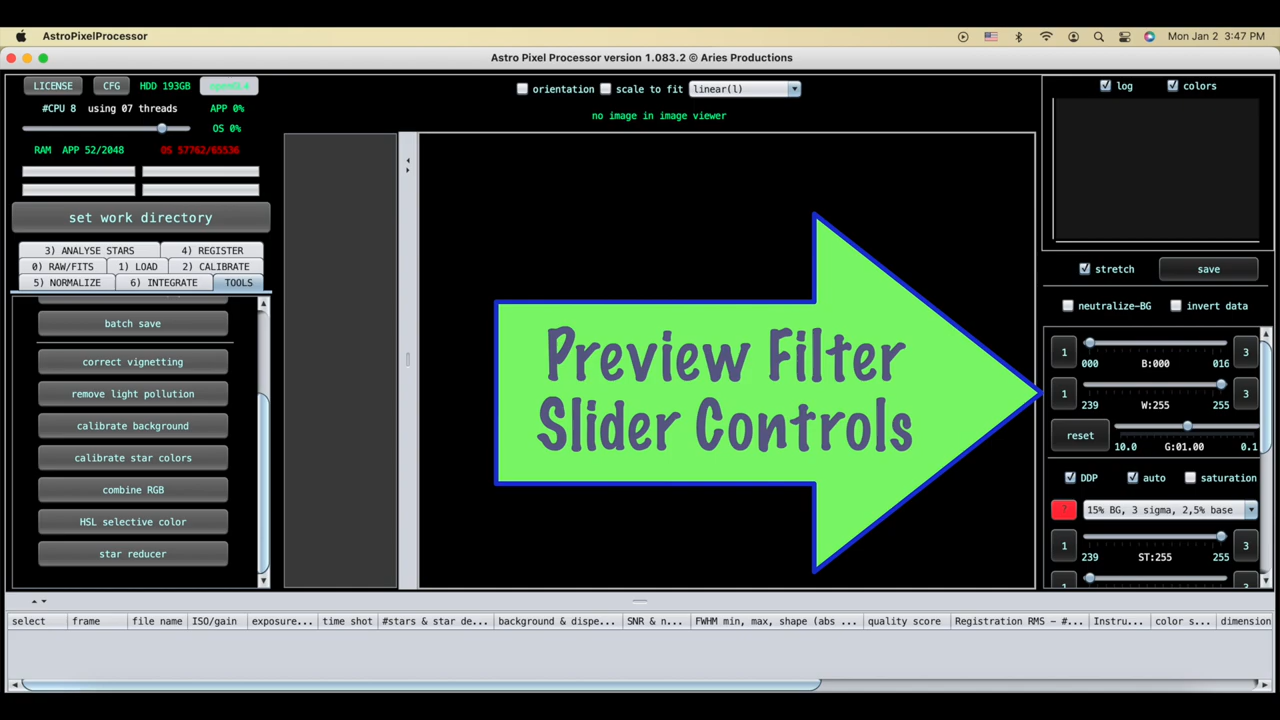 AstroPixelProcessor
Mon Jan 2 3:47 PM
Astro Pixel Processor version 1.083.2 © Aries Productions
LICENSE CFG HDD 193GB openGL4
#CPU 8 using 07 threads APP 0%
OS 0%
RAM APP 52/2048 OS 57762/65536
set work directory
3) ANALYSE STARS 4) REGISTER
0) RAW/FITS 1) LOAD 2) CALIBRATE
5) NORMALIZE 6) INTEGRATE TOOLS
batch save
correct vignetting
remove light pollution
calibrate background
calibrate star colors
combine RGB
HSL selective color
star reducer
orientation scale to fit linear(l)
no image in image viewer
Preview Filter
Slider Controls
log colors
stretch save
neutralize-BG invert data
1 3
000 B:000 016
1 3
239 W:255 255
reset
10.0 G:01.00 0.1
DDP auto saturation
? 15% BG, 3 sigma, 2,5% base
1 3
239 ST:255 255
select frame file name ISO/gain exposure... time shot #stars & star de... background & dispe... SNR & n... FWHM min, max, shape (abs ... quality score Registration RMS - #... Instru... color s... dimension